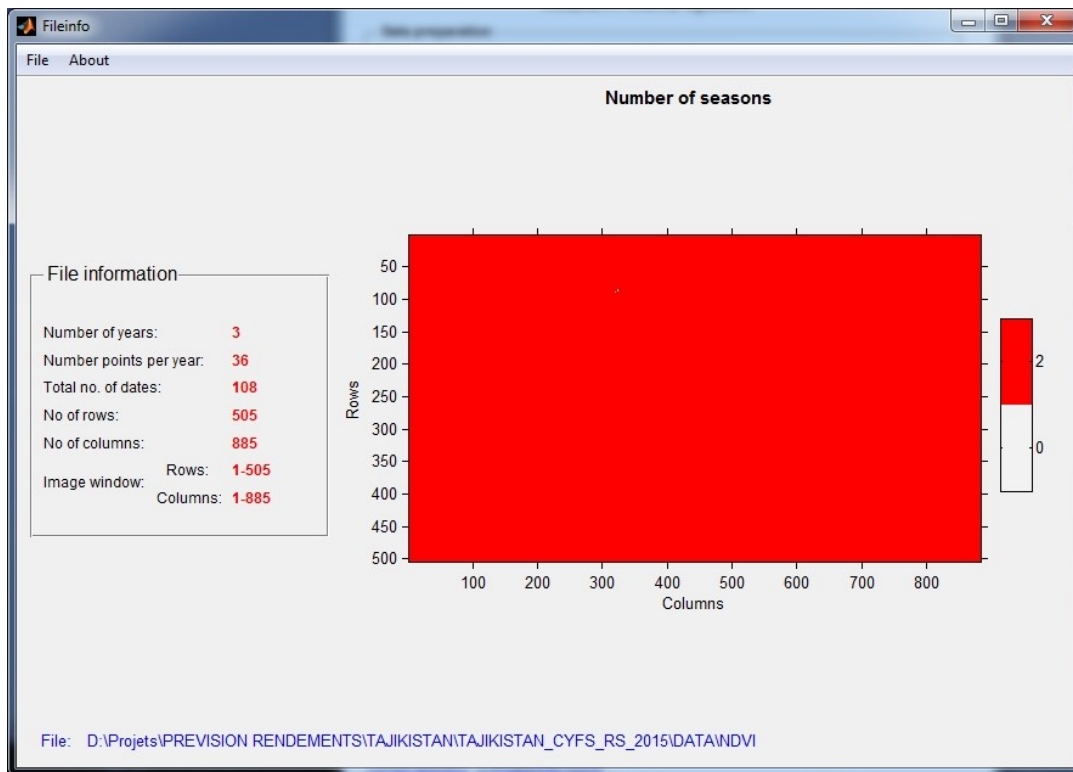 Fileinfo
Data preparation
File About
Number of seasons
File information
Number of years: 3
Number points per year: 36
Total no. of dates: 108
No of rows: 505
No of columns: 885
Image window: Rows: 1-505
Columns: 1-885
Rows
50
100
150
200
250
300
350
400
450
500
100 200 300 400 500 600 700 800
Columns
2
0
File: D:\Projets\PREVISION RENDEMENTS\TAJIKISTAN\TAJIKISTAN_CYFS_RS_2015\DATA\NDVI